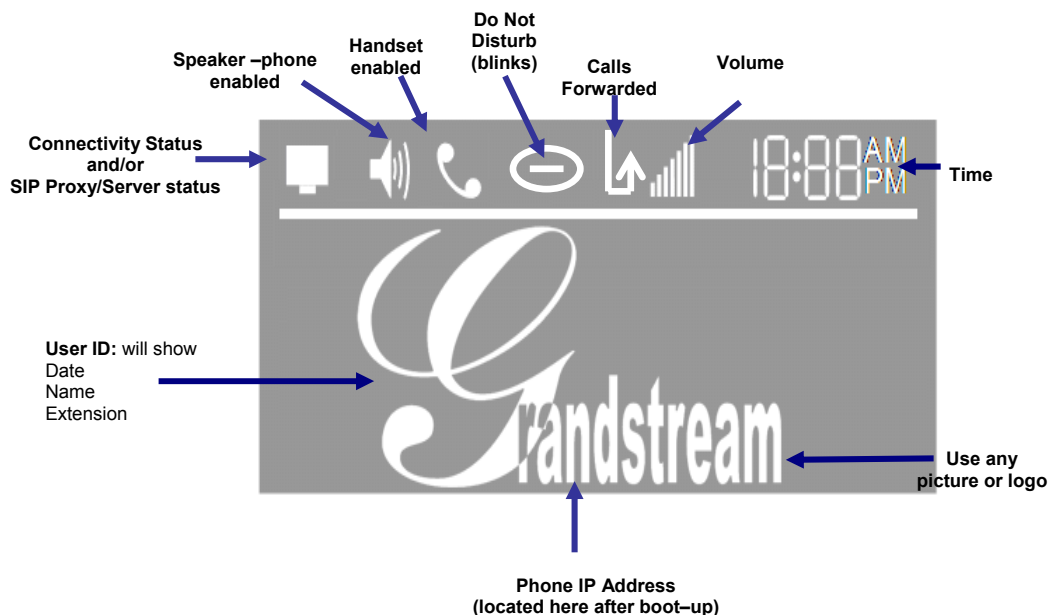 Do Not
Disturb
(blinks)
Handset
enabled
Speaker –phone
enabled
Calls
Forwarded
Volume
Connectivity Status
and/or
SIP Proxy/Server status
18:88 AM
PM
Time
User ID: will show
Date
Name
Extension
Grandstream
Use any
picture or logo
Phone IP Address
(located here after boot–up)